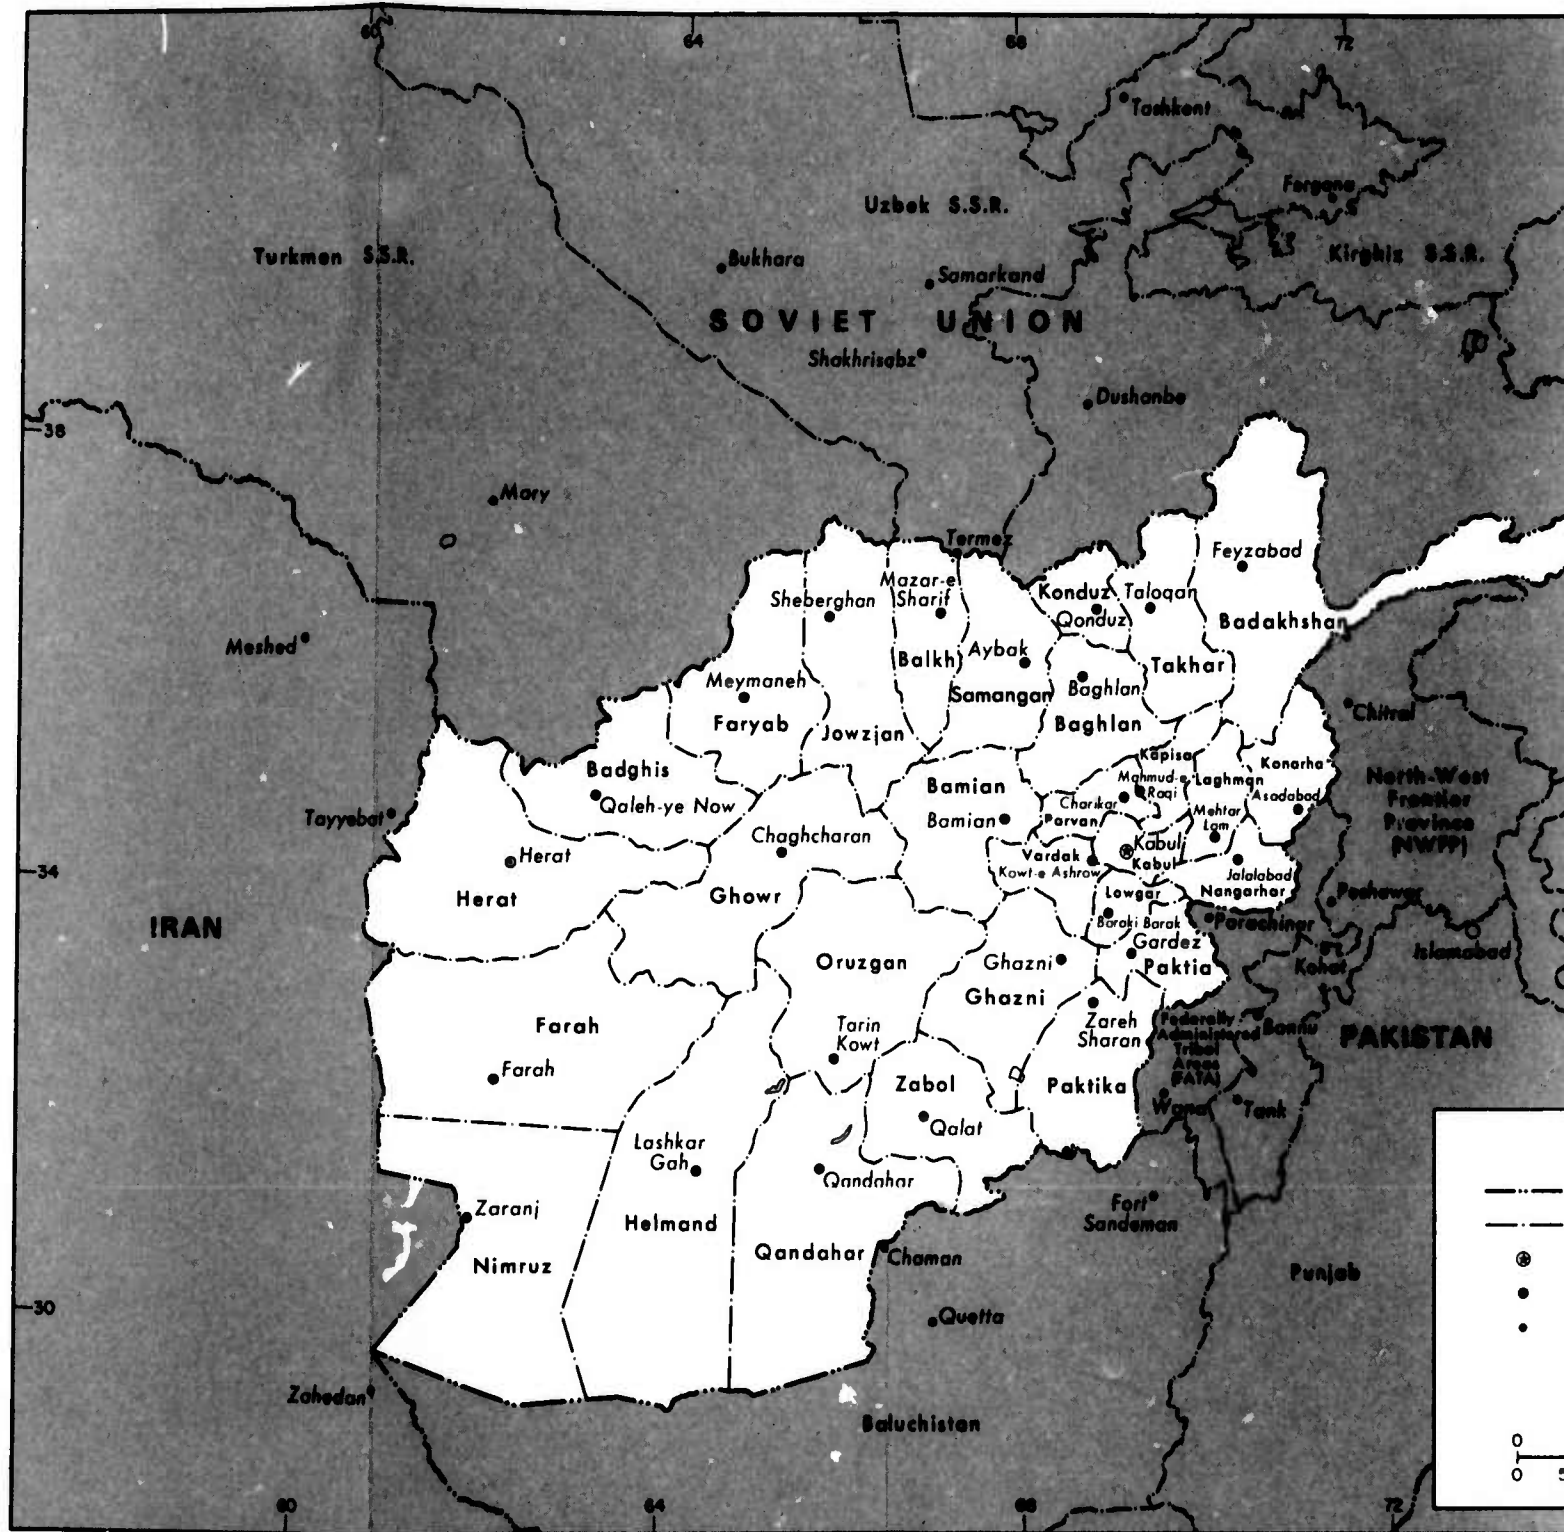 60
64
68
72
Tashkent
Fergana
Uzbek S.S.R.
Turkmen S.S.R.
Kirghiz S.S.R.
Bukhara
Samarkand
SOVIET UNION
Shakhrisabz
Dushanbe
38
Mary
Termez
Feyzabad
Mazar-e
Sharif
Sheberghan
Konduz
Qonduz
Taloqan
Badakhshan
Meshed
Balkh
Aybak
Takhar
Meymaneh
Samangan
Baghlan
Faryab
Baghlan
Chitral
Jowzjan
Kapisa
Konarha
Badghis
Bamian
Mahmud-e
Raqi
Laghman
North-West
Frontier
Province
(NWFP)
Qaleh-ye Now
Charikar
Asadabad
Tayyebat
Bamian
Parvan
Mehtar
Lam
Chaghcharan
Kabul
Kabul
Herat
Vardak
Kowt-e Ashrow
34
Jalalabad
Nangarhar
Herat
Ghowr
Lowgar
Peshawar
IRAN
Baraki Barak
Parachinar
Gardez
Islamabad
Oruzgan
Ghazni
Paktia
Kohat
Ghazni
Farah
Zareh
Sharan
Federally
Administered
Tribal
Areas
(FATA)
Bannu
PAKISTAN
Tarin
Kowt
Farah
Zabol
Paktika
Wana
Tank
Qalat
Lashkar
Gah
Qandahar
Zaranj
Fort
Sandeman
Helmand
Nimruz
Qandahar
Chaman
Punjab
30
Quetta
Zahedan
Baluchistan
0
0
60
64
68
72